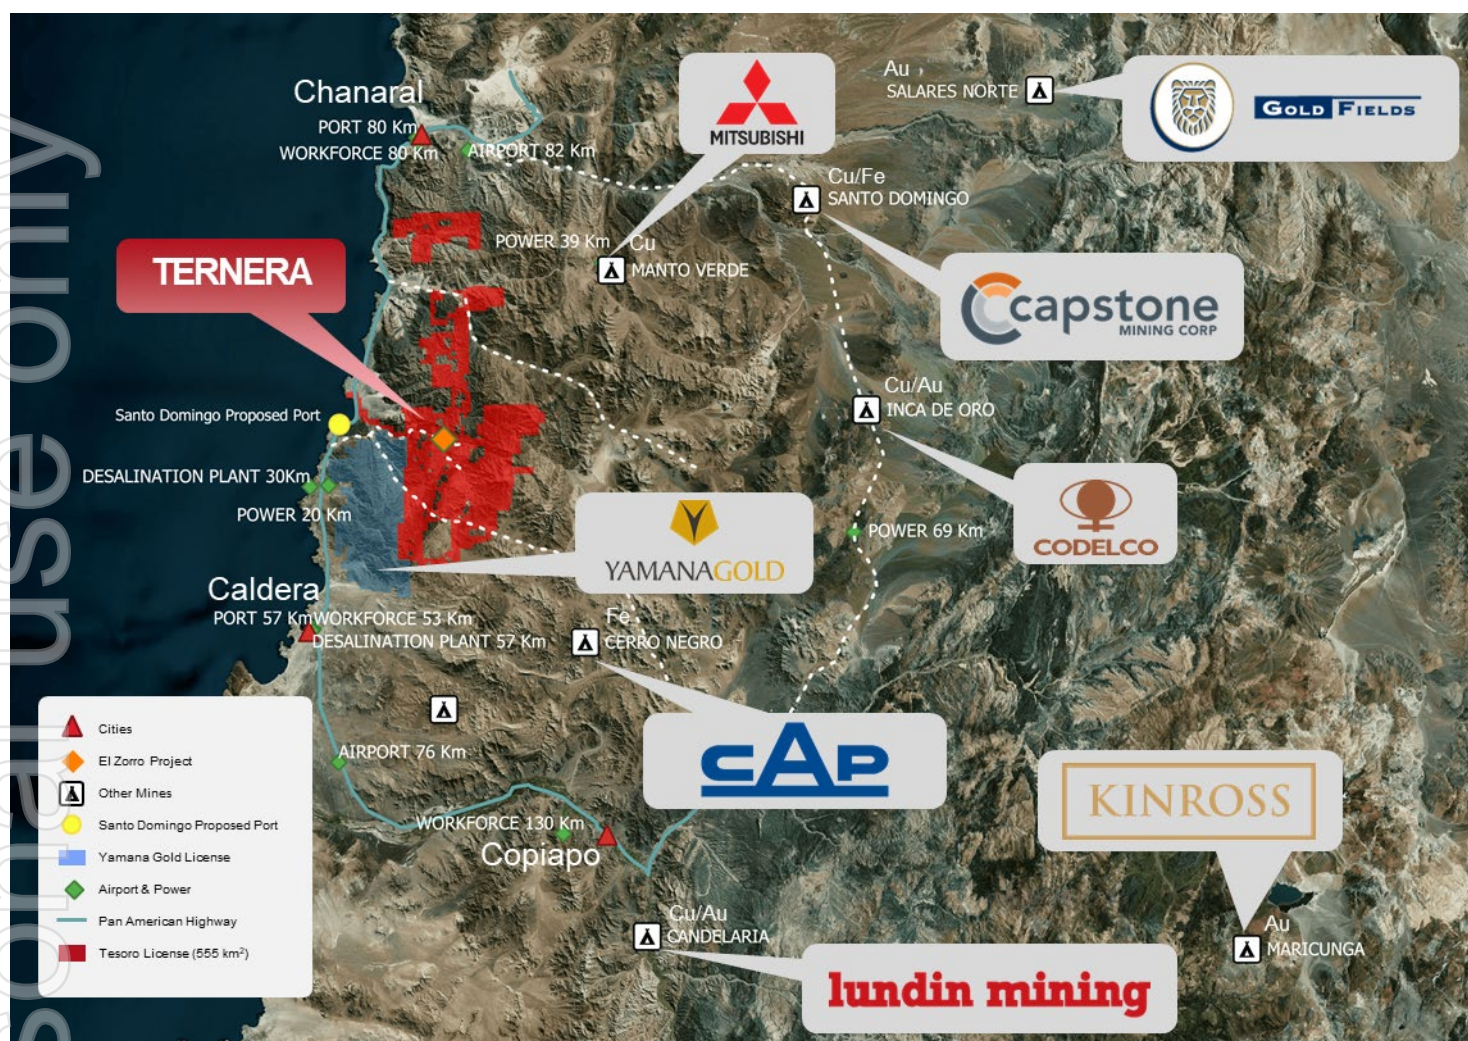 Chanaral
PORT 80 Km
WORKFORCE 80 Km
AIRPORT 82 Km
MITSUBISHI
Au
SALARES NORTE
GOLD FIELDS
Cu/Fe
SANTO DOMINGO
POWER 39 Km
Cu
MANTO VERDE
TERNERA
capstone
MINING CORP
Santo Domingo Proposed Port
Cu/Au
INCA DE ORO
DESALINATION PLANT 30Km
POWER 20 Km
CODELCO
POWER 69 Km
YAMANAGOLD
Caldera
PORT 57 Km
WORKFORCE 53 Km
DESALINATION PLANT 57 Km
Fe
CERRO NEGRO
CAP
AIRPORT 76 Km
WORKFORCE 130 Km
Copiapo
KINROSS
Cu/Au
CANDELARIA
Au
MARICUNGA
lundin mining
Cities
El Zorro Project
Other Mines
Santo Domingo Proposed Port
Yamana Gold License
Airport & Power
Pan American Highway
Tesoro License (555 km²)
sonal use only